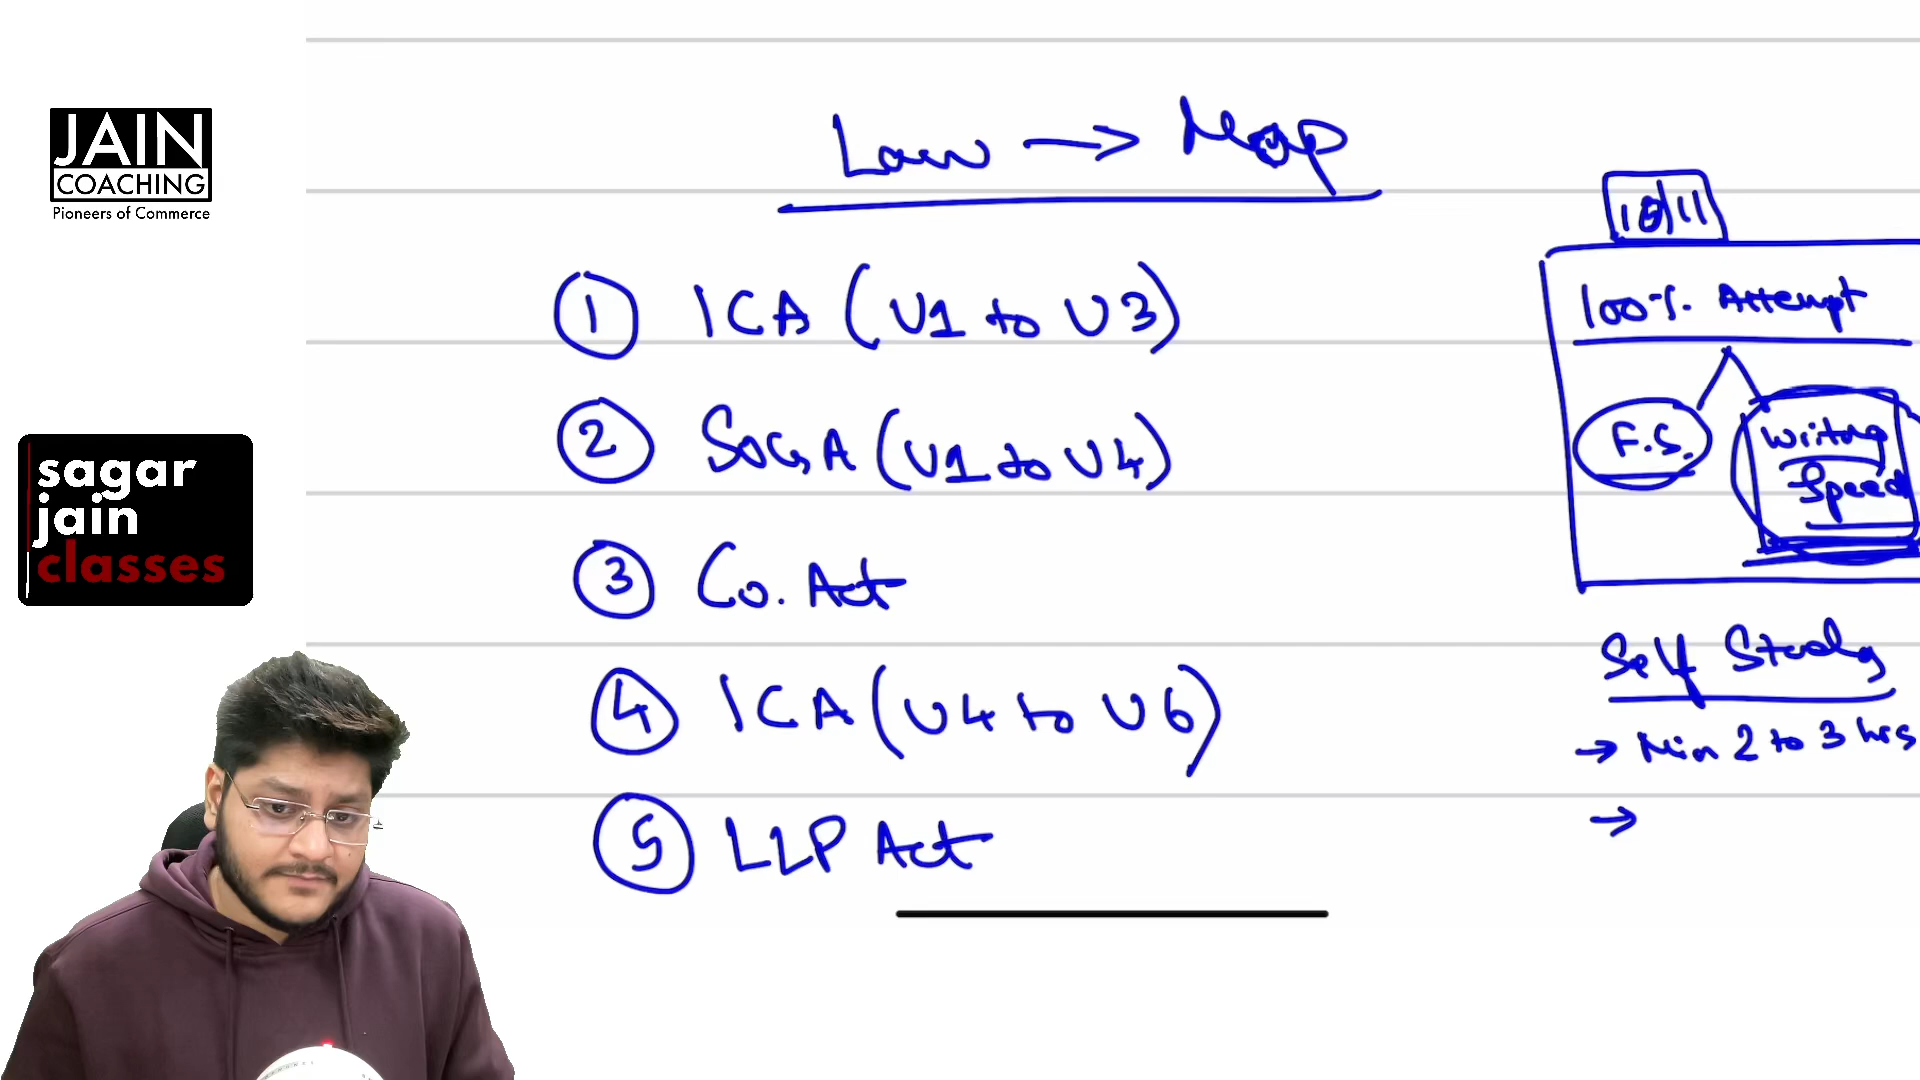 JAIN
COACHING
Pioneers of Commerce
sagar
jain
classes
Law → Map
1 ICA (U1 to U3)
2 SOGA (U1 to U4)
3 Co. Act
4 ICA (U4 to U6)
5 LLP Act
100% Attempt
F.S.
Writing
Speed
Self Study
→ Min 2 to 3 hrs
→